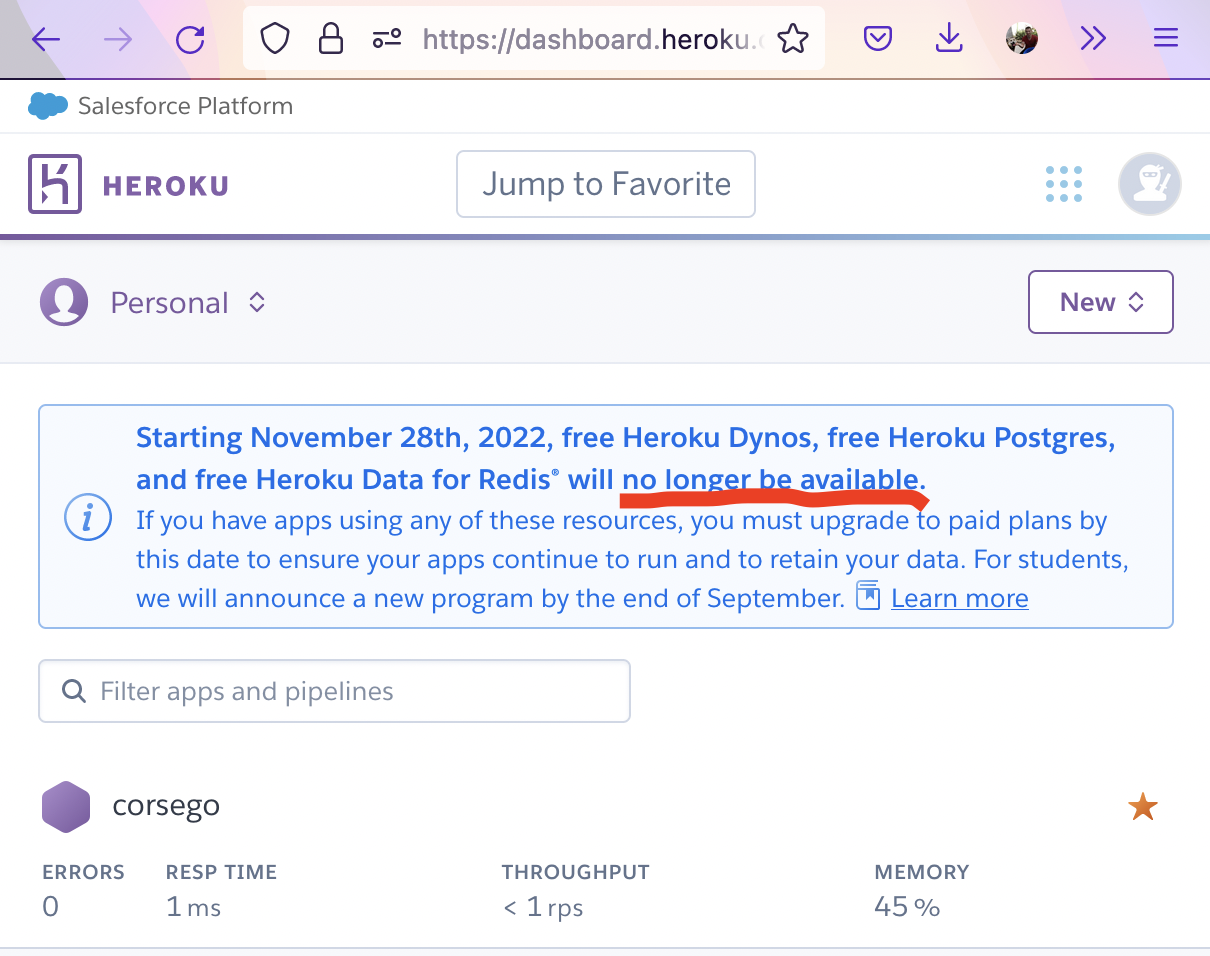 https://dashboard.heroku.
Salesforce Platform
HEROKU
Jump to Favorite
Personal
New
Starting November 28th, 2022, free Heroku Dynos, free Heroku Postgres,
and free Heroku Data for Redis® will no longer be available.
If you have apps using any of these resources, you must upgrade to paid plans by
this date to ensure your apps continue to run and to retain your data. For students,
we will announce a new program by the end of September. Learn more
Filter apps and pipelines
corsego
ERRORS RESP TIME THROUGHPUT MEMORY
0 1 ms < 1 rps 45 %